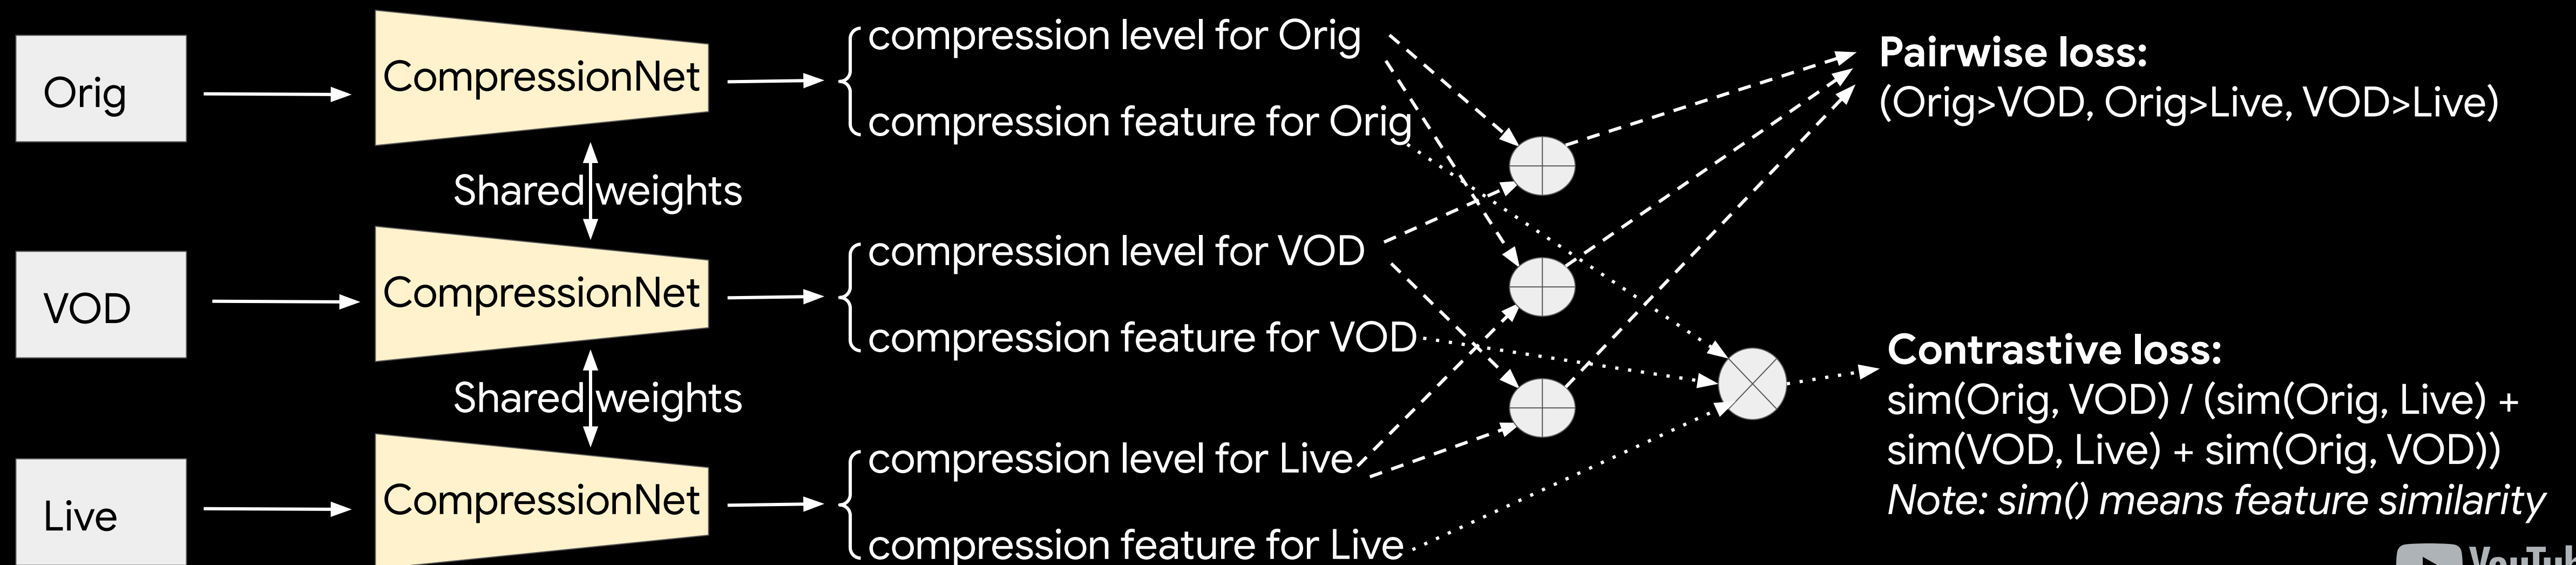 Orig
CompressionNet
compression level for Orig
compression feature for Orig
Shared weights
VOD
CompressionNet
compression level for VOD
compression feature for VOD
Shared weights
Live
CompressionNet
compression level for Live
compression feature for Live
Pairwise loss:
(Orig>VOD, Orig>Live, VOD>Live)
Contrastive loss:
sim(Orig, VOD) / (sim(Orig, Live) +
sim(VOD, Live) + sim(Orig, VOD))
Note: sim() means feature similarity